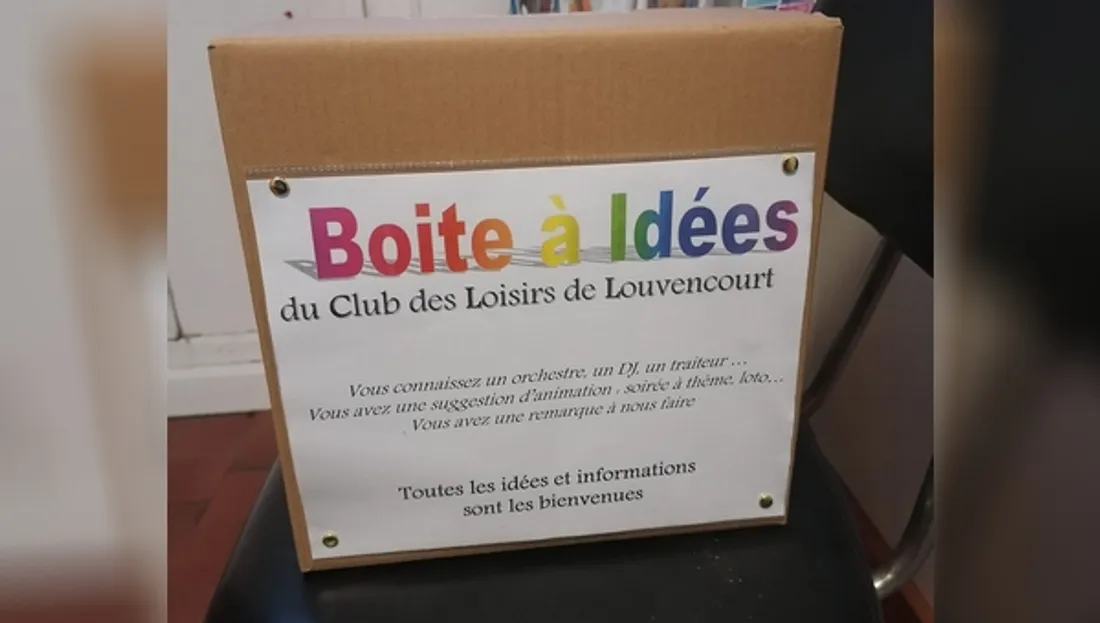 Boite à Idées
du Club des Loisirs de Louvencourt
Vous connaissez un orchestre, un DJ, un traiteur ...
Vous avez une suggestion d'animation : soirée à thème, loto...
Vous avez une remarque à nous faire
Toutes les idées et informations
sont les bienvenues